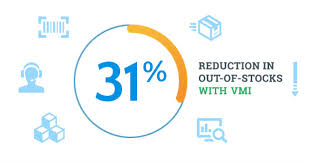 31%
REDUCTION IN
OUT-OF-STOCKS
WITH VMI